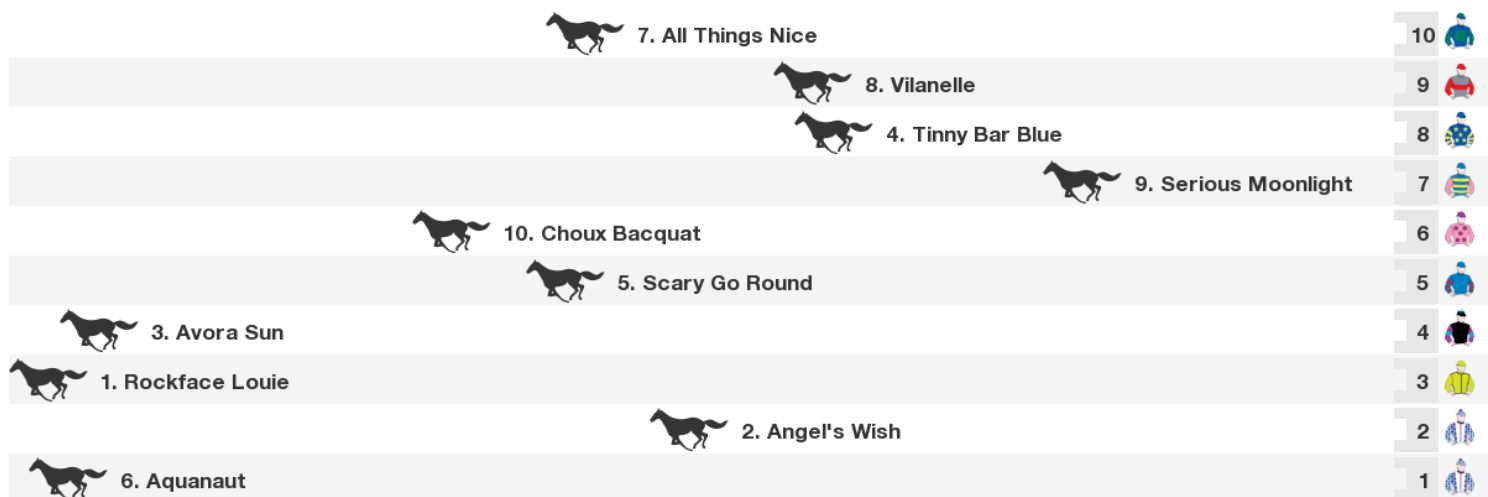 7. All Things Nice 10
8. Vilanelle 9
4. Tinny Bar Blue 8
9. Serious Moonlight 7
10. Choux Bacquat 6
5. Scary Go Round 5
3. Avora Sun 4
1. Rockface Louie 3
2. Angel's Wish 2
6. Aquanaut 1